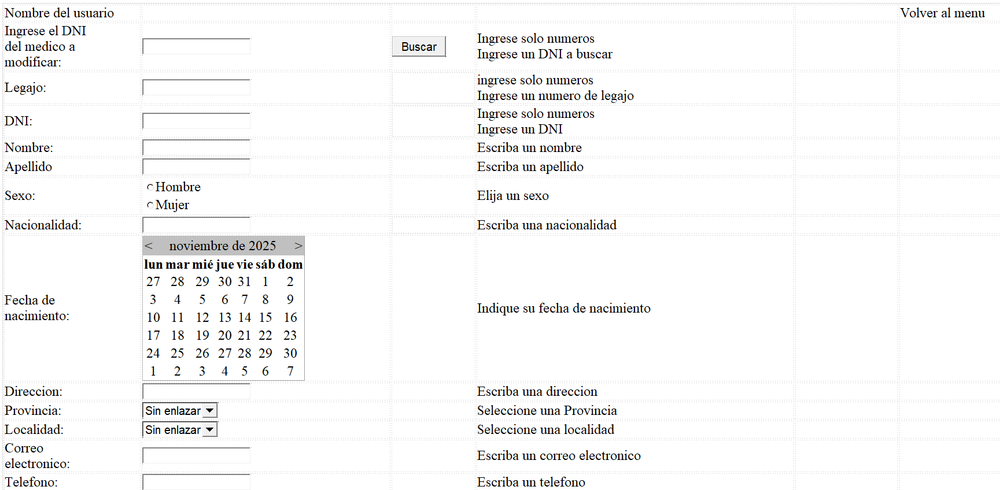 Nombre del usuario Volver al menu
Ingrese el DNI
del medico a
modificar:
Buscar
Ingrese solo numeros
Ingrese un DNI a buscar
Legajo:
ingrese solo numeros
Ingrese un numero de legajo
DNI:
Ingrese solo numeros
Ingrese un DNI
Nombre: Escriba un nombre
Apellido Escriba un apellido
Sexo:
Hombre
Mujer
Elija un sexo
Nacionalidad: Escriba una nacionalidad
Fecha de
nacimiento:
< noviembre de 2025 >
lun mar mié jue vie sáb dom
27 28 29 30 31 1 2
3 4 5 6 7 8 9
10 11 12 13 14 15 16
17 18 19 20 21 22 23
24 25 26 27 28 29 30
1 2 3 4 5 6 7
Indique su fecha de nacimiento
Direccion: Escriba una direccion
Provincia: Sin enlazar Seleccione una Provincia
Localidad: Sin enlazar Seleccione una localidad
Correo
electronico:
Escriba un correo electronico
Telefono: Escriba un telefono